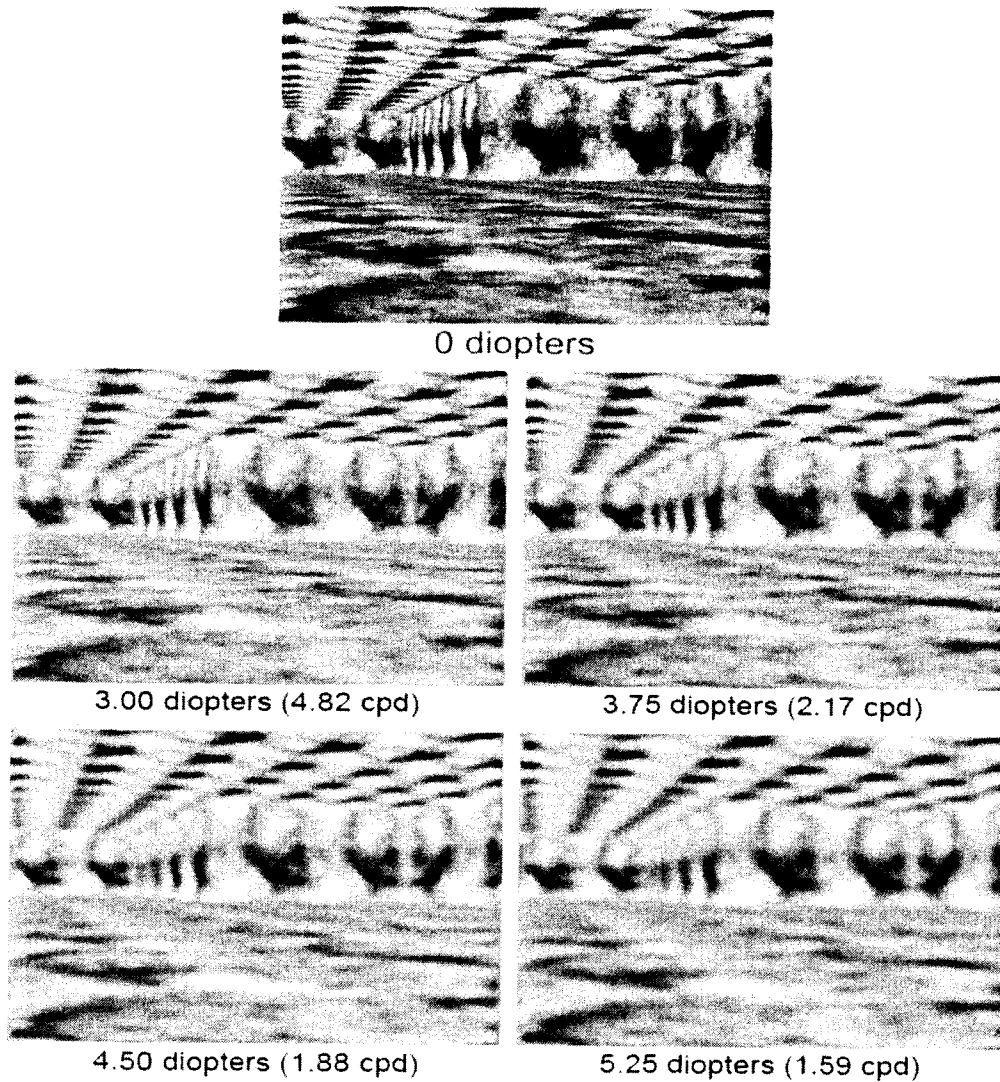 0 diopters
3.00 diopters (4.82 cpd)
3.75 diopters (2.17 cpd)
4.50 diopters (1.88 cpd)
5.25 diopters (1.59 cpd)